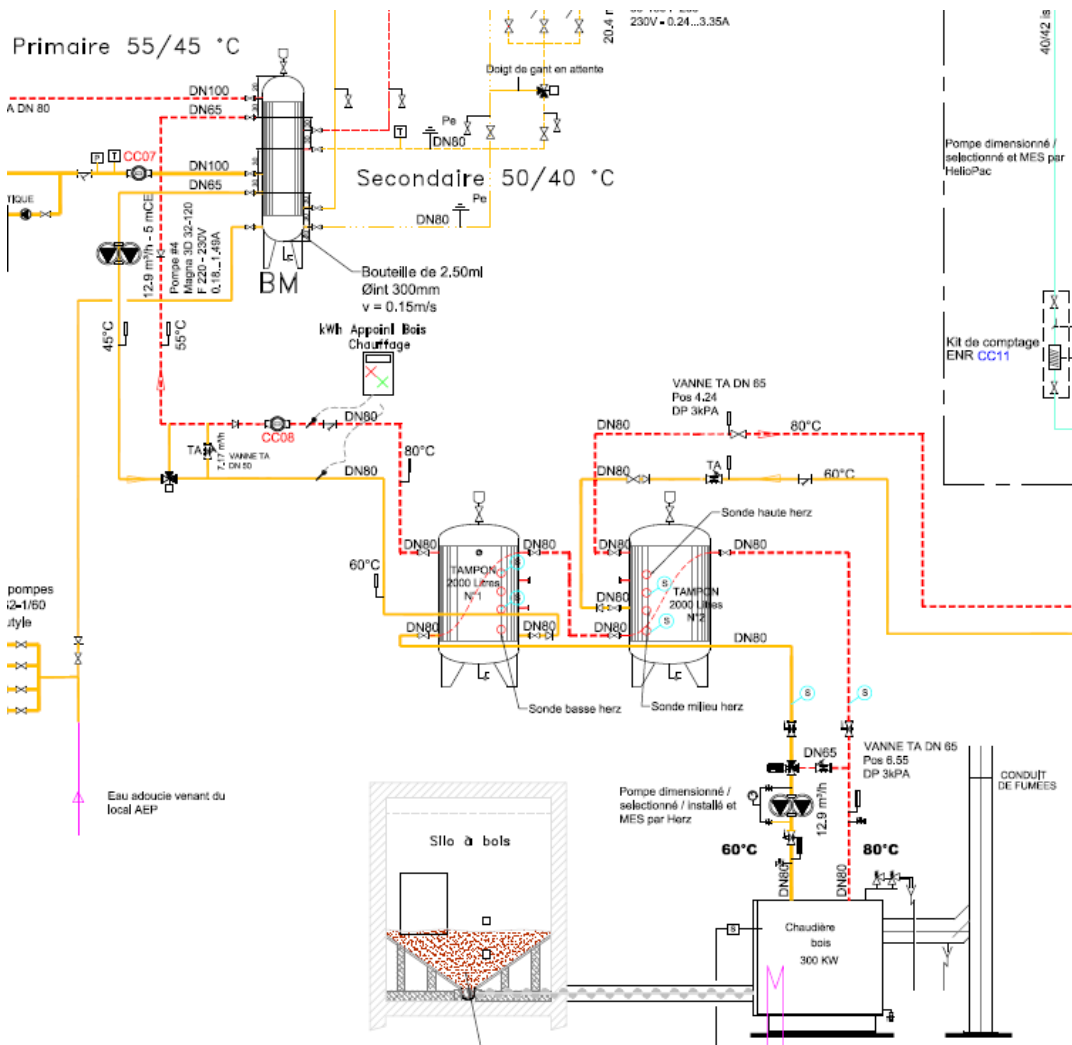 20.4 m
230V - 0.24...3.35A
40/42 is
Primaire 55/45 °C
Doigt de gant en attente
DN100
A DN 80
DN65
Pe
P
T
CC07
T
DN80
DN100
DN65
Secondaire 50/40 °C
Pe
DN80
TIQUE
Pompe dimensionné /
selectionné et MES par
HelioPac
12.9 m³/h - 5 mCE
Pompe #4
Magna 3D 32-120
F 220 - 230V
0.18...1.49A
BM
Bouteille de 2.50ml
Øint 300mm
v = 0.15m/s
45°C
55°C
kWh Appoint Bois
Chauffage
Kit de comptage
ENR CC11
VANNE TA DN 65
Pos 4.24
DP 3kPA
DN80
CC08
DN80
80°C
TA
7.17 m³/h
VANNE TA
DN 50
80°C
DN80
DN80
TA
60°C
Sonde haute herz
DN80
DN80
DN80
DN80
60°C
TAMPON
2000 Litres
N°1
S
S
S
S
TAMPON
2000 Litres
N°2
pompes
32-1/60
style
DN80
DN80
DN80
DN80
Sonde basse herz
Sonde milieu herz
S
S
DN65
VANNE TA DN 65
Pos 6.55
DP 3kPA
CONDUIT
DE FUMEES
Eau adoucie venant du
local AEP
Pompe dimensionné /
selectionné / installé et
MES par Herz
12.9 m³/h
Silo à bois
60°C
80°C
DN80
DN80
S
Chaudière
bois
300 KW